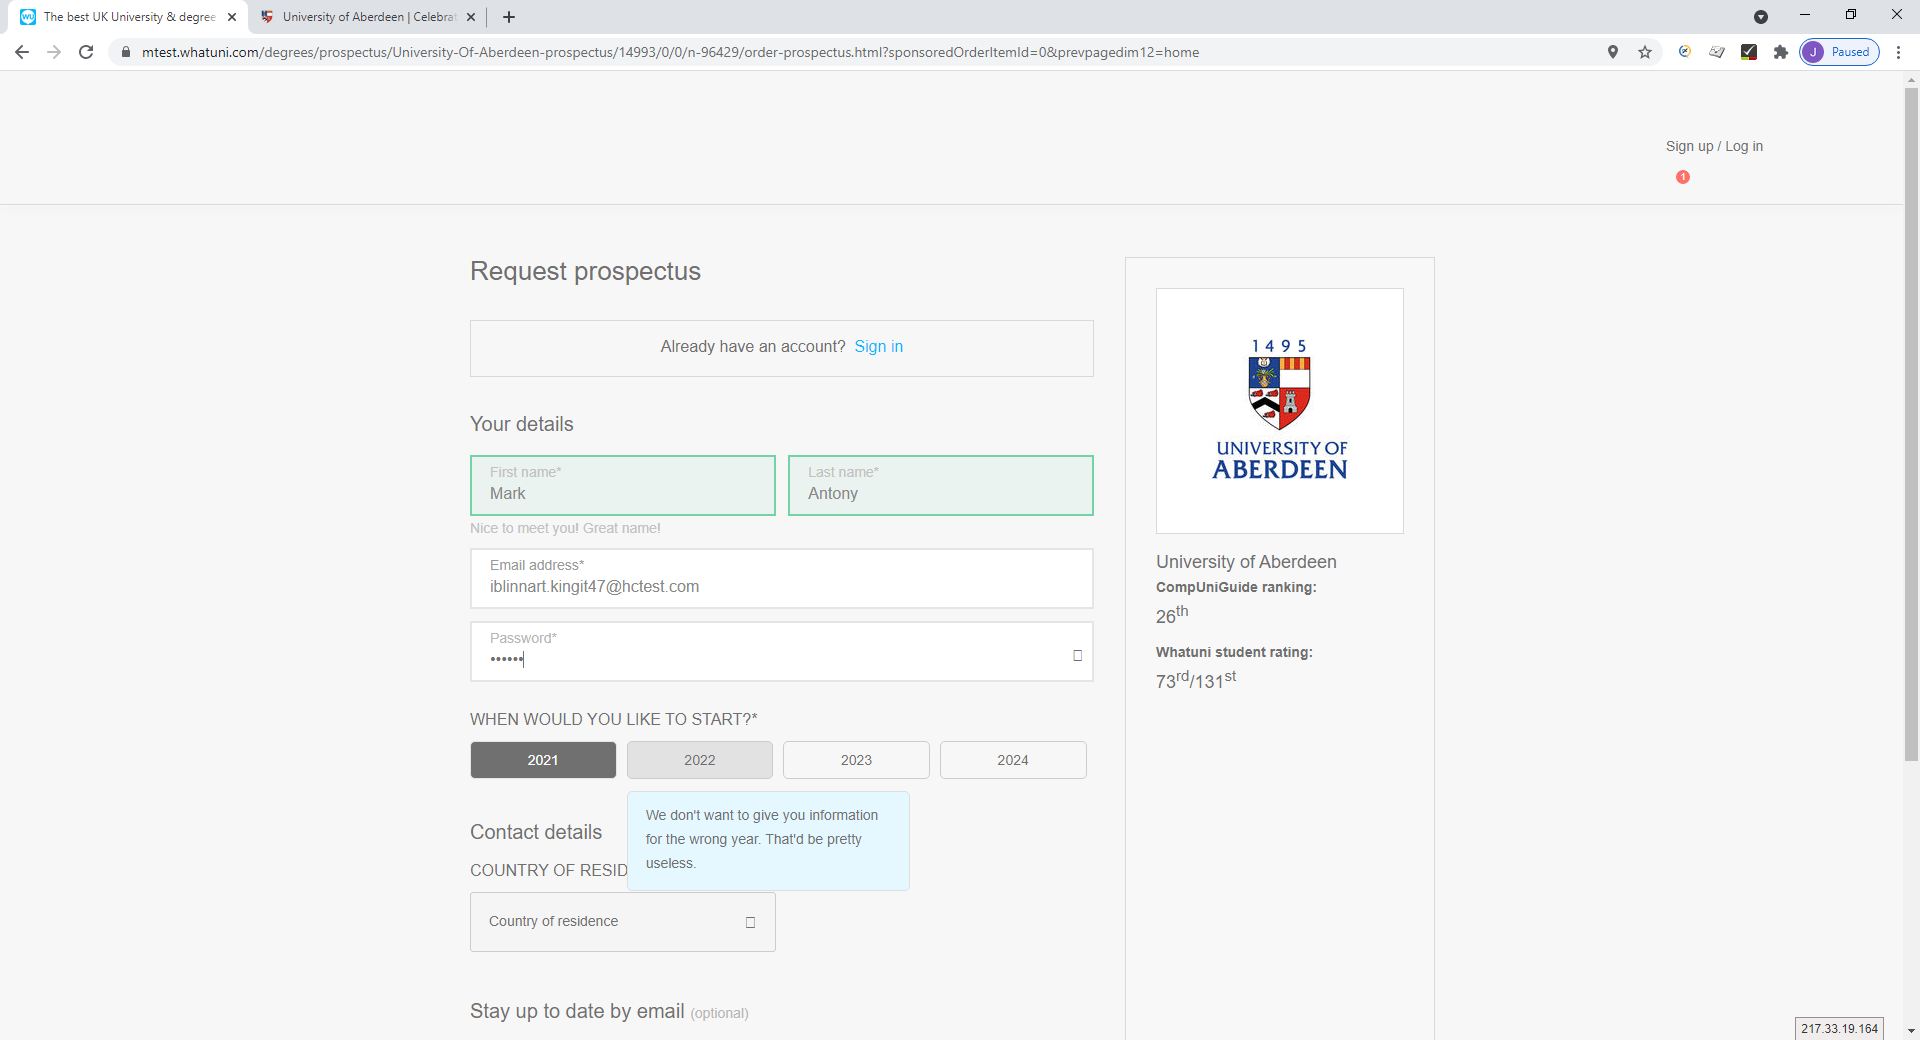 The best UK University & degree
University of Aberdeen | Celebrat
mtest.whatuni.com/degrees/prospectus/University-Of-Aberdeen-prospectus/14993/0/0/n-96429/order-prospectus.html?sponsoredOrderItemId=0&prevpagedim12=home
J Paused
Sign up / Log in
1
Request prospectus
Already have an account? Sign in
Your details
First name*
Mark
Last name*
Antony
Nice to meet you! Great name!
Email address*
iblinnart.kingit47@hctest.com
Password*
••••••
WHEN WOULD YOU LIKE TO START?*
2021
2022
2023
2024
We don't want to give you information
for the wrong year. That'd be pretty
useless.
Contact details
COUNTRY OF RESID
Country of residence
Stay up to date by email (optional)
1495
UNIVERSITY OF
ABERDEEN
University of Aberdeen
CompUniGuide ranking:
26th
Whatuni student rating:
73rd/131st
217.33.19.164